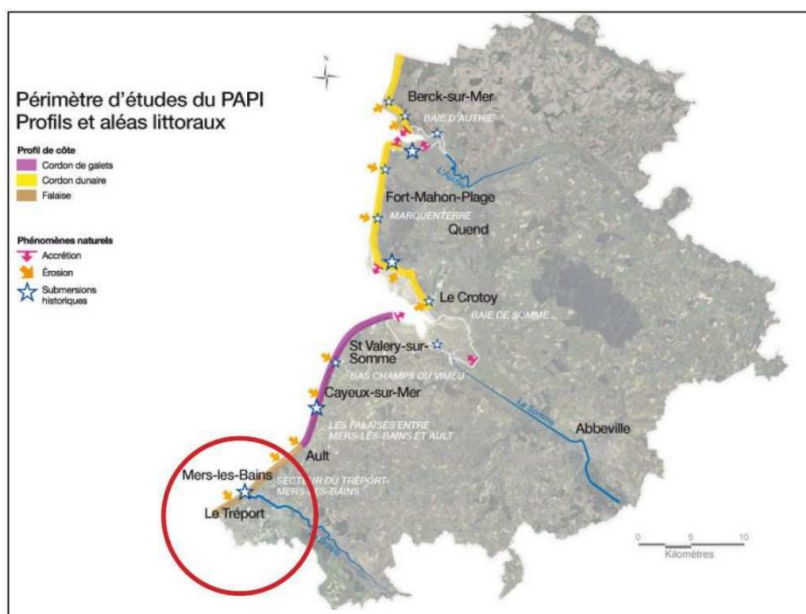 Périmètre d'études du PAPI
Profils et aléas littoraux
Profil de côte
Cordon de galets
Cordon dunaire
Falaise
Phénomènes naturels
Accrétion
Érosion
Submersions
historiques
N
Berck-sur-Mer
BAIE D'AUTHIE
L'Authie
Fort-Mahon-Plage
MARQUENTERRE
Quend
Le Crotoy
BAIE DE SOMME
St Valery-sur-
Somme
BAS CHAMPS DU VIMEU
Cayeux-sur-Mer
La Somme
Abbeville
LES FALAISES ENTRE
MERS-LES-BAINS ET AULT
Ault
Mers-les-Bains
SECTEUR DU TRÉPORT-
MERS-LES-BAINS
Le Tréport
0 5 10
Kilomètres